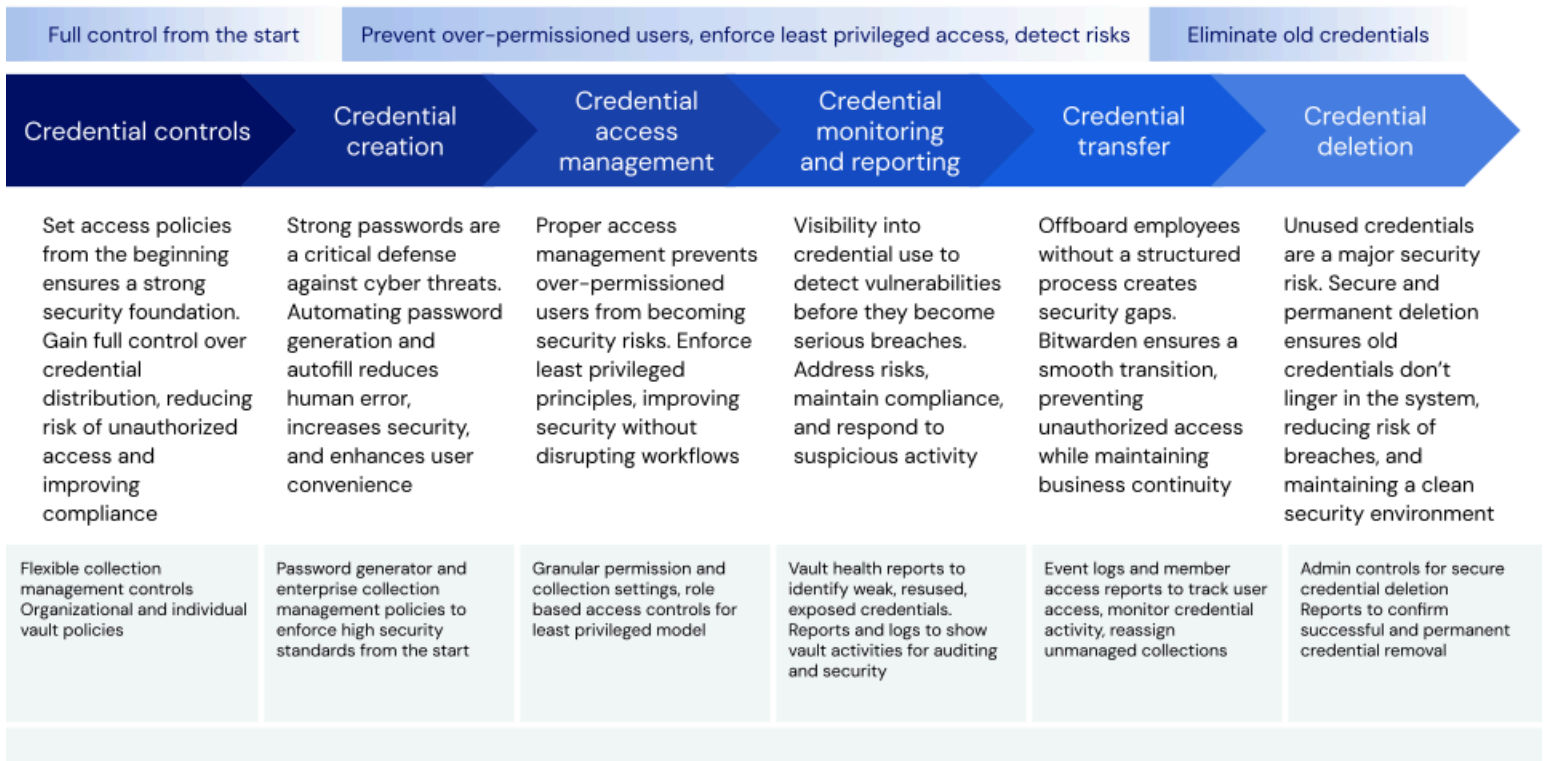 Full control from the start
Prevent over-permissioned users, enforce least privileged access, detect risks
Eliminate old credentials
Credential controls
Credential
creation
Credential
access
management
Credential
monitoring
and reporting
Credential
transfer
Credential
deletion
Set access policies
from the beginning
ensures a strong
security foundation.
Gain full control over
credential
distribution, reducing
risk of unauthorized
access and
improving
compliance
Strong passwords are
a critical defense
against cyber threats.
Automating password
generation and
autofill reduces
human error,
increases security,
and enhances user
convenience
Proper access
management prevents
over-permissioned
users from becoming
security risks. Enforce
least privileged
principles, improving
security without
disrupting workflows
Visibility into
credential use to
detect vulnerabilities
before they become
serious breaches.
Address risks,
maintain compliance,
and respond to
suspicious activity
Offboard employees
without a structured
process creates
security gaps.
Bitwarden ensures a
smooth transition,
preventing
unauthorized access
while maintaining
business continuity
Unused credentials
are a major security
risk. Secure and
permanent deletion
ensures old
credentials don't
linger in the system,
reducing risk of
breaches, and
maintaining a clean
security environment
Flexible collection
management controls
Organizational and individual
vault policies
Password generator and
enterprise collection
management policies to
enforce high security
standards from the start
Granular permission and
collection settings, role
based access controls for
least privileged model
Vault health reports to
identify weak, resused,
exposed credentials.
Reports and logs to show
vault activities for auditing
and security
Event logs and member
access reports to track user
access, monitor credential
activity, reassign
unmanaged collections
Admin controls for secure
credential deletion
Reports to confirm
successful and permanent
credential removal